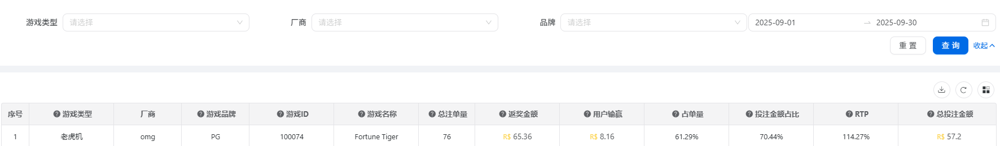 游戏类型 请选择 厂商 请选择 品牌 请选择 2025-09-01 → 2025-09-30
重 置 查 询 收起
序号 游戏类型 厂商 游戏品牌 游戏ID 游戏名称 总注单量 返奖金额 用户输赢 占单量 投注金额占比 RTP 总投注金额
1 老虎机 omg PG 100074 Fortune Tiger 76 R$ 65.36 R$ 8.16 61.29% 70.44% 114.27% R$ 57.2